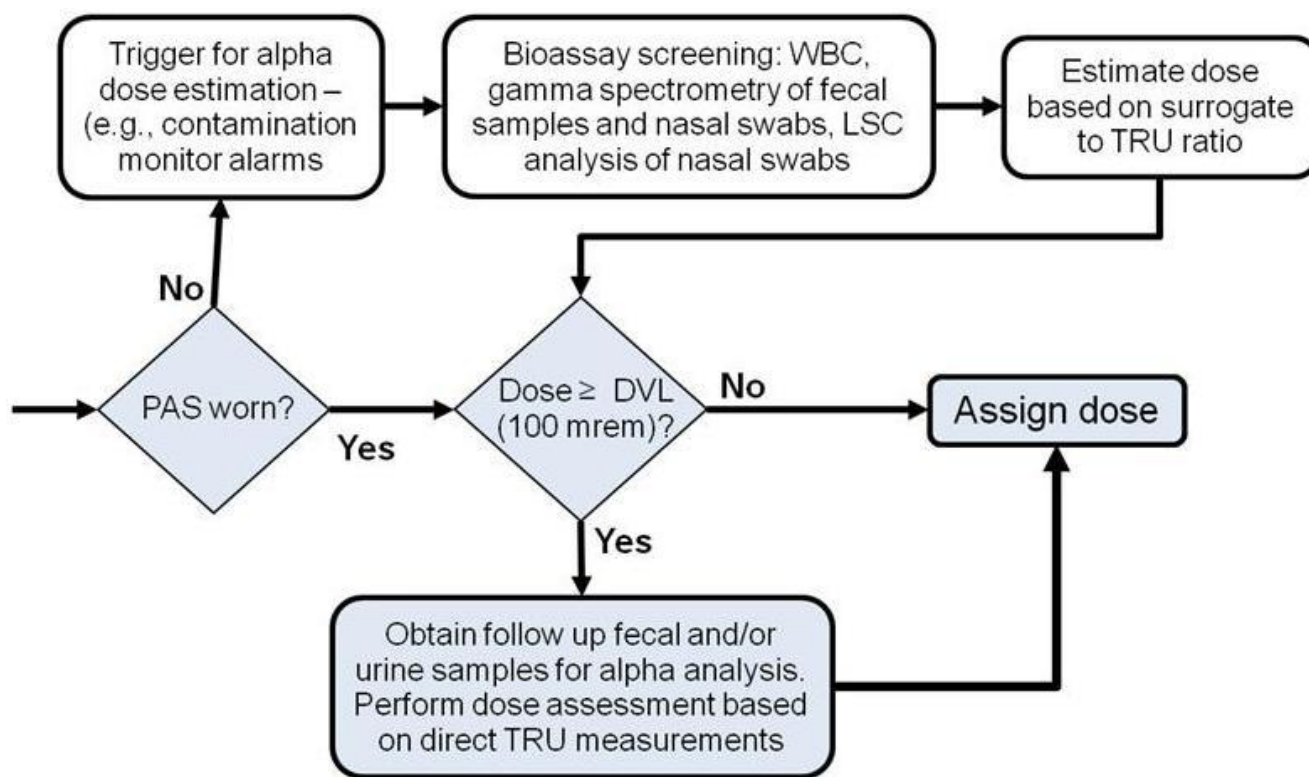 Trigger for alpha
dose estimation –
(e.g., contamination
monitor alarms
Bioassay screening: WBC,
gamma spectrometry of fecal
samples and nasal swabs, LSC
analysis of nasal swabs
Estimate dose
based on surrogate
to TRU ratio
No
PAS worn?
Yes
Dose ≥ DVL
(100 mrem)?
No
Assign dose
Yes
Obtain follow up fecal and/or
urine samples for alpha analysis.
Perform dose assessment based
on direct TRU measurements